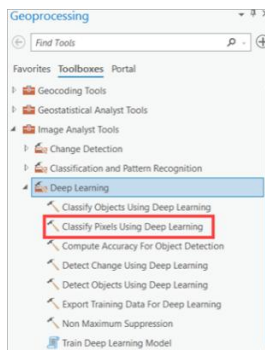 Geoprocessing
Find Tools
Favorites Toolboxes Portal
Geocoding Tools
Geostatistical Analyst Tools
Image Analyst Tools
Change Detection
Classification and Pattern Recognition
Deep Learning
Classify Objects Using Deep Learning
Classify Pixels Using Deep Learning
Compute Accuracy For Object Detection
Detect Change Using Deep Learning
Detect Objects Using Deep Learning
Export Training Data For Deep Learning
Non Maximum Suppression
Train Deep Learning Model